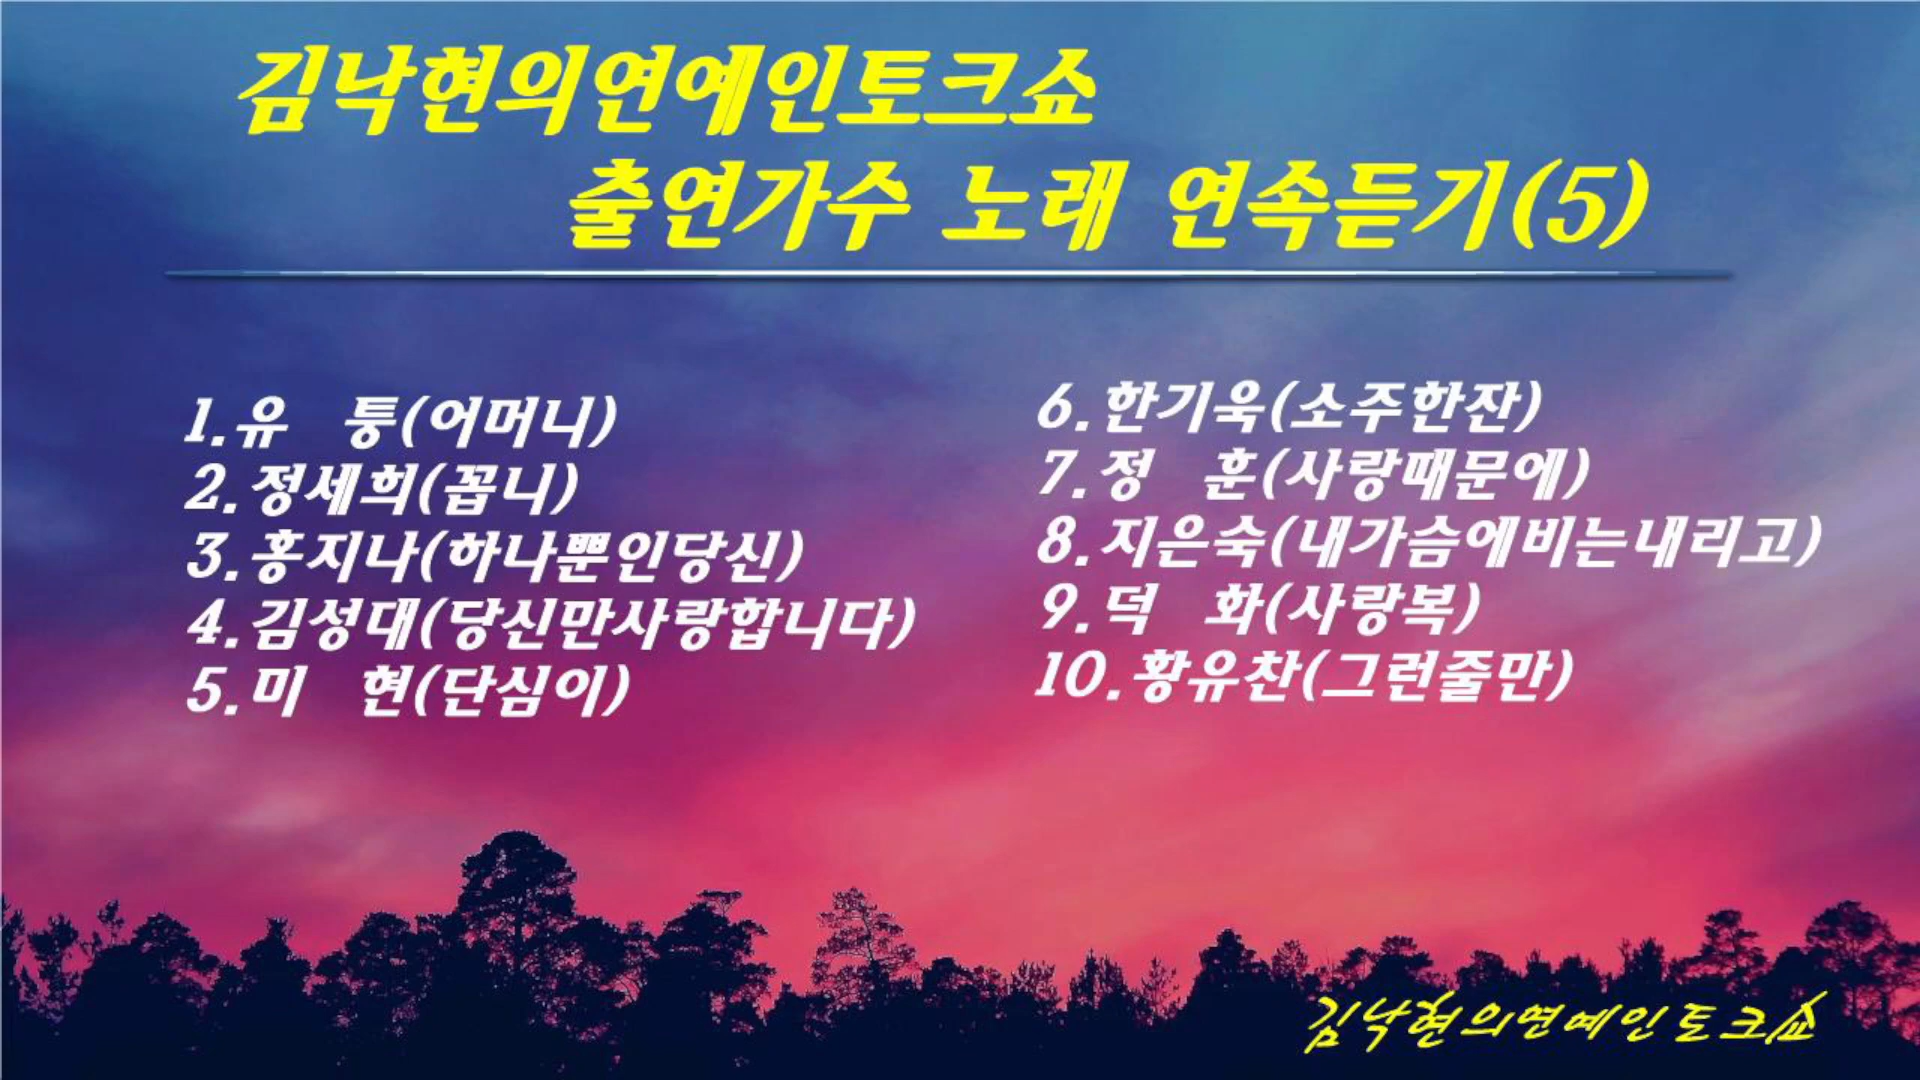 김낙현의연예인토크쇼
출연가수 노래 연속듣기(5)
1.유 퉁(어머니)
2.정세희(꼽니)
3.홍지나(하나뿐인당신)
4.김성대(당신만사랑합니다)
5.미 현(단심이)
6.한기욱(소주한잔)
7.정 훈(사랑때문에)
8.지은숙(내가슴에비는내리고)
9.덕 화(사랑복)
10.황유찬(그런줄만)
김낙현의연예인토크쇼